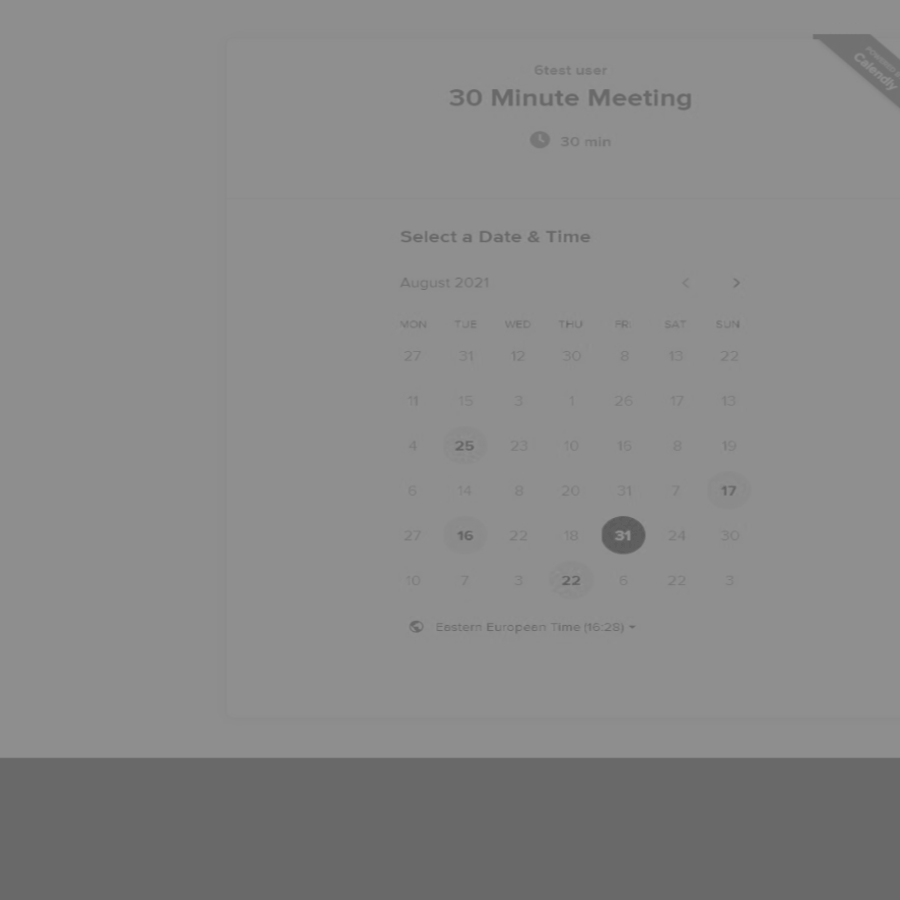 6test user
30 Minute Meeting
30 min
POWERED BY
Calendly
Select a Date & Time
August 2021
MON TUE WED THU FRI SAT SUN
27 31 12 30 8 13 22
11 15 3 1 26 17 13
4 25 23 10 16 8 19
6 14 8 20 31 7 17
27 16 22 18 31 24 30
10 7 3 22 6 22 3
Eastern European Time (16:28)